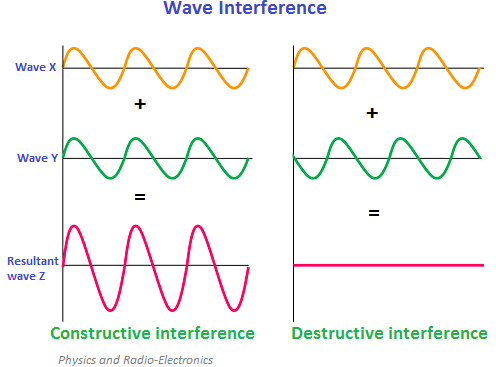 Wave Interference
Wave X
+
+
Wave Y
=
=
Resultant
wave Z
Constructive interference
Destructive interference
Physics and Radio-Electronics